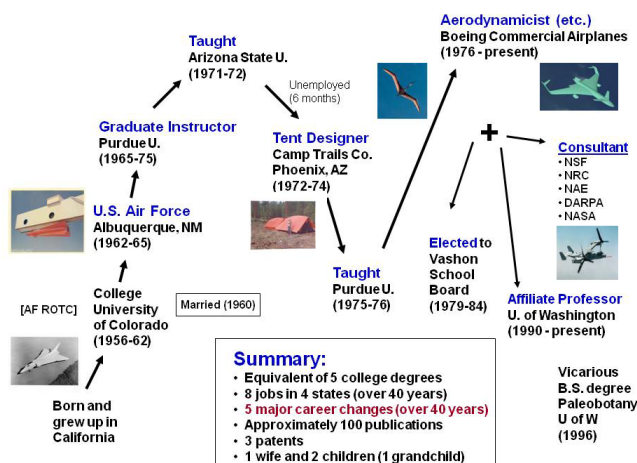 Born and
grew up in
California
[AF ROTC]
College
University
of Colorado
(1956-62)
Married (1960)
U.S. Air Force
Albuquerque, NM
(1962-65)
Graduate Instructor
Purdue U.
(1965-75)
Taught
Arizona State U.
(1971-72)
Unemployed
(6 months)
Tent Designer
Camp Trails Co.
Phoenix, AZ
(1972-74)
Taught
Purdue U.
(1975-76)
Aerodynamicist (etc.)
Boeing Commercial Airplanes
(1976 - present)
+
Elected to
Vashon
School
Board
(1979-84)
Consultant
• NSF
• NRC
• NAE
• DARPA
• NASA
Affiliate Professor
U. of Washington
(1990 - present)
Vicarious
B.S. degree
Paleobotany
U of W
(1996)
Summary:
• Equivalent of 5 college degrees
• 8 jobs in 4 states (over 40 years)
• 5 major career changes (over 40 years)
• Approximately 100 publications
• 3 patents
• 1 wife and 2 children (1 grandchild)